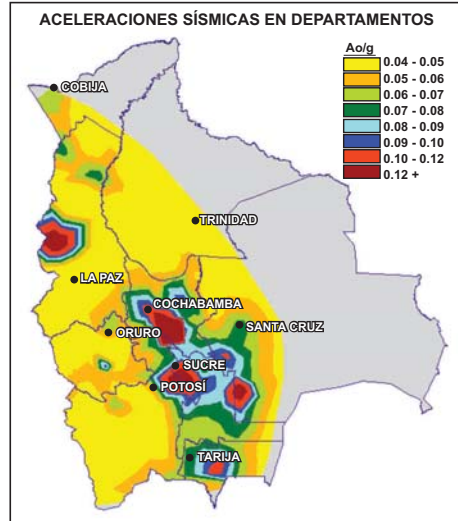 ACELERACIONES SÍSMICAS EN DEPARTAMENTOS
Ao/g
0.04 - 0.05
0.05 - 0.06
0.06 - 0.07
0.07 - 0.08
0.08 - 0.09
0.09 - 0.10
0.10 - 0.12
0.12 +
COBIJA
TRINIDAD
LA PAZ
COCHABAMBA
ORURO
SANTA CRUZ
SUCRE
POTOSÍ
TARIJA